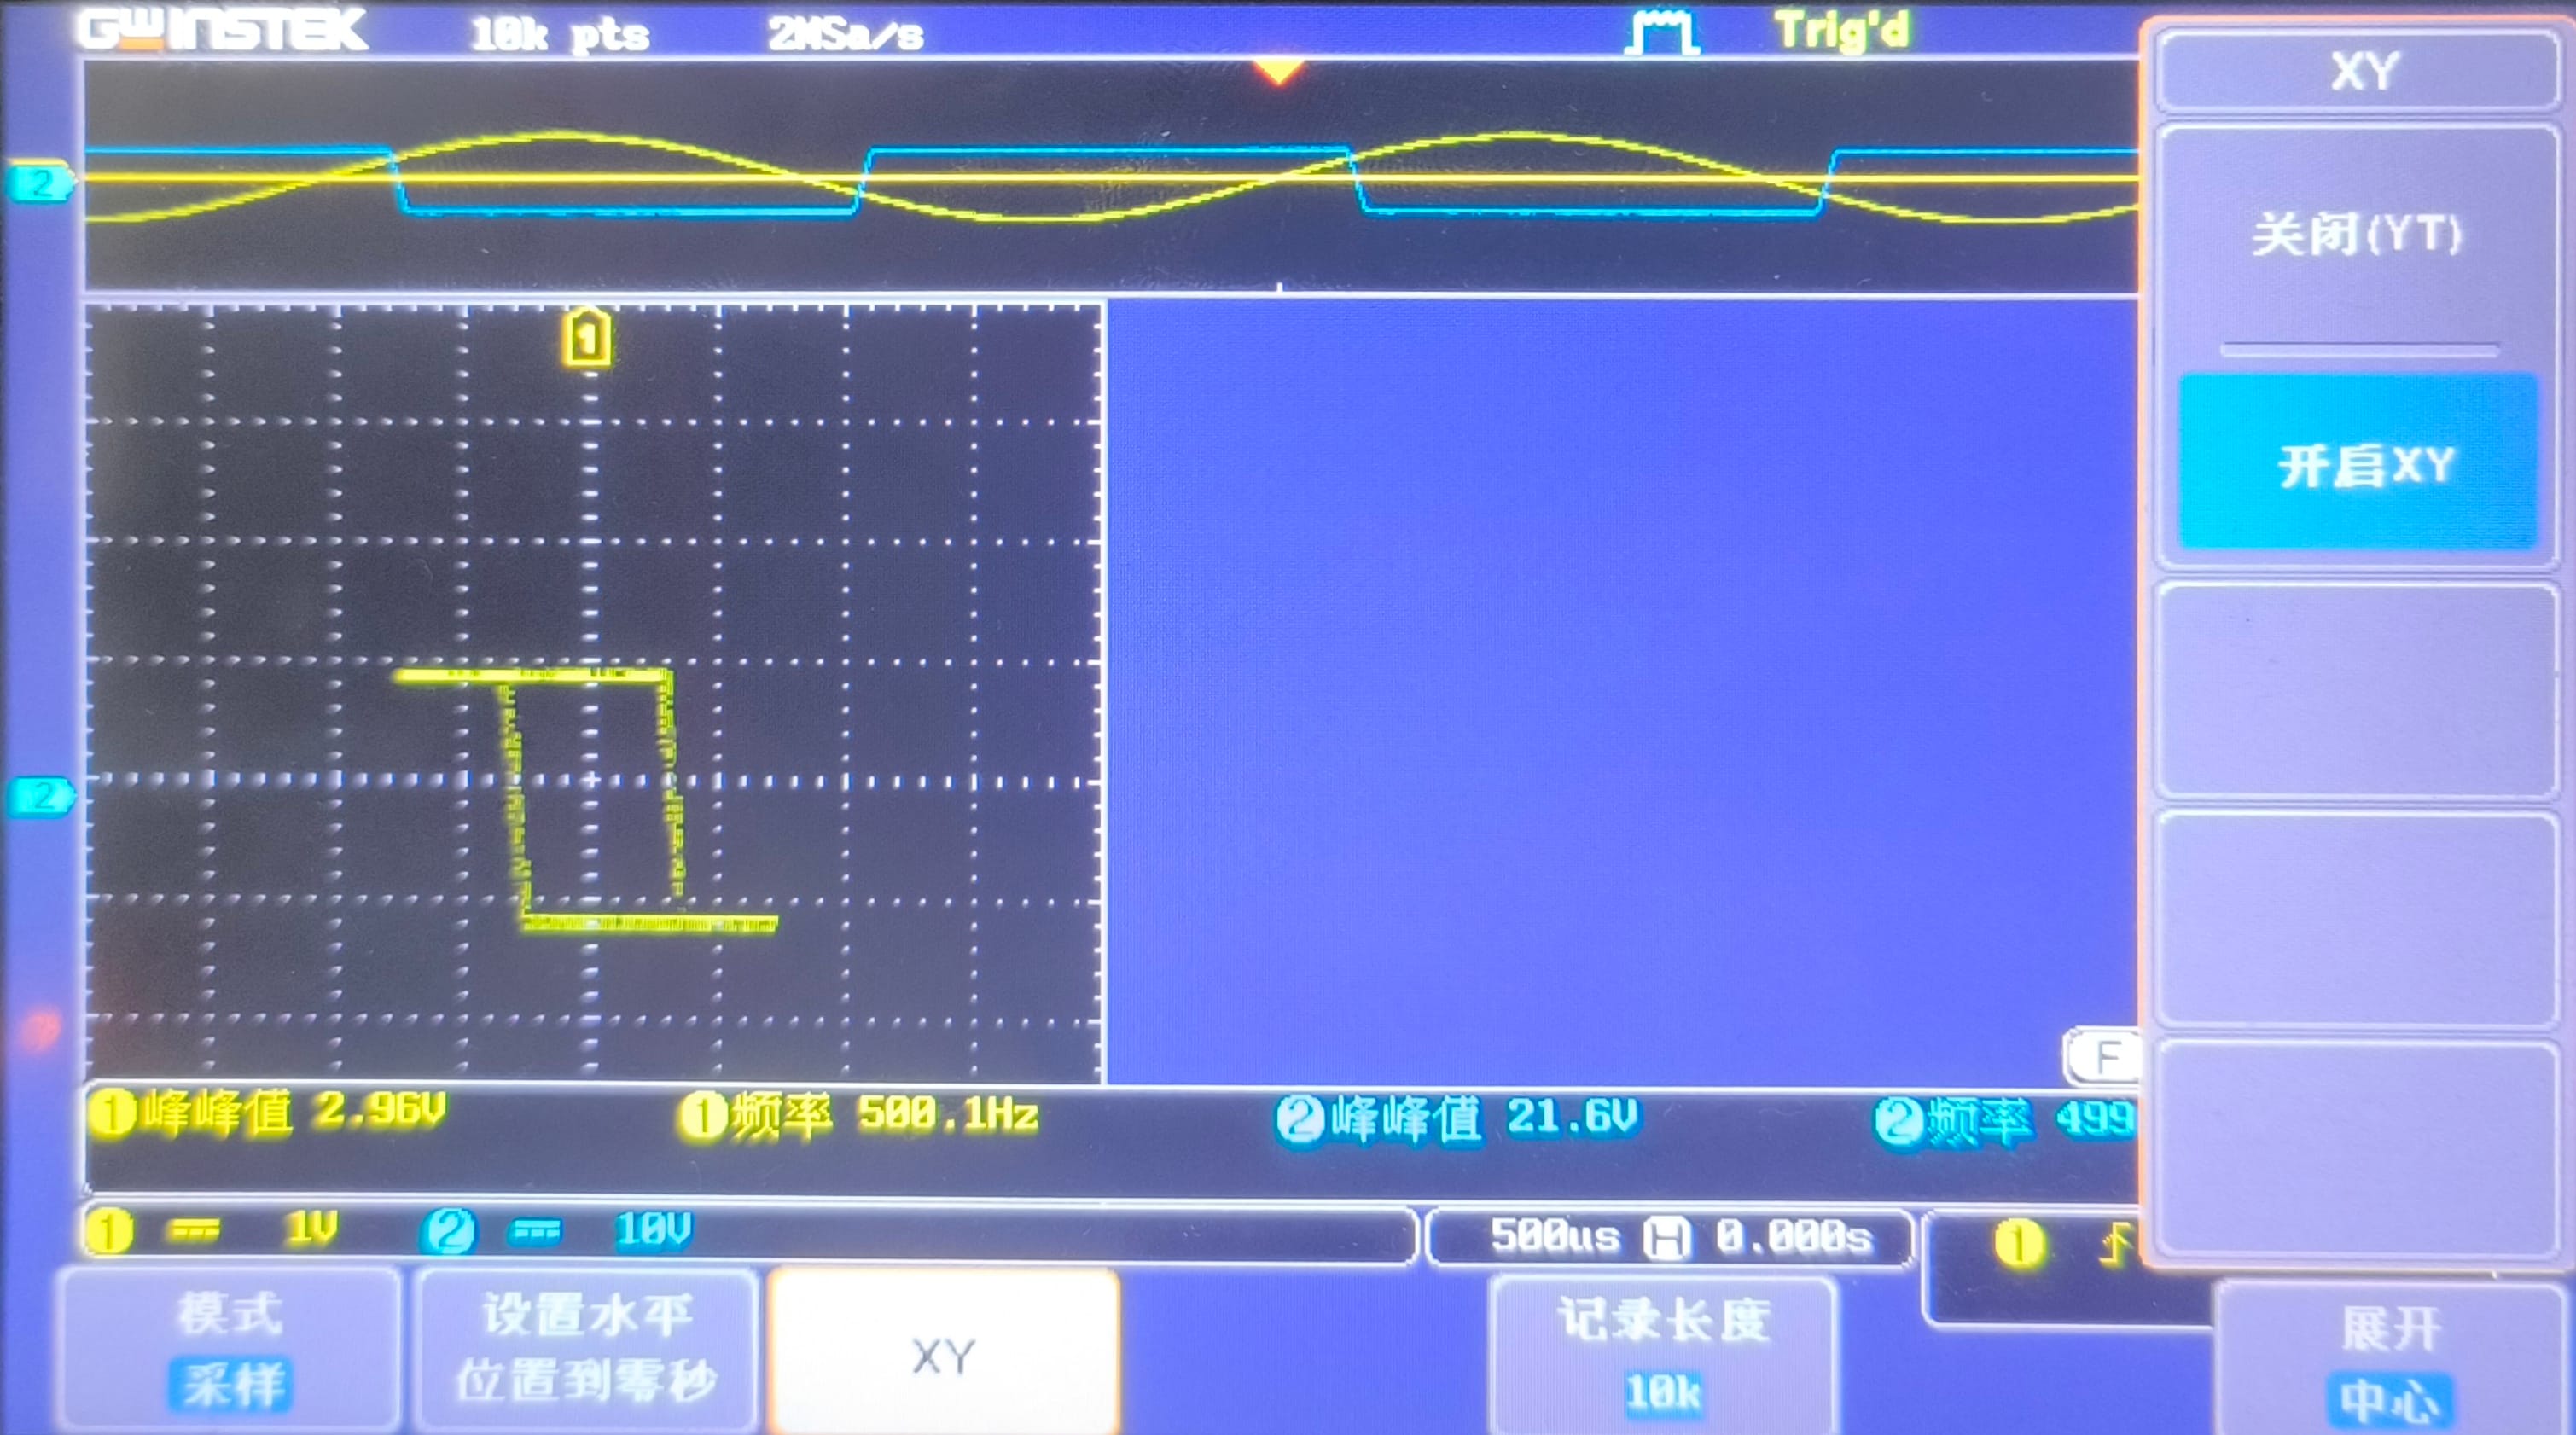 GWINSTEK 10k pts 2MSa/s Trig'd
XY
2
关闭(YT)
1
开启XY
2
F
1峰峰值 2.96V 1频率 500.1Hz 2峰峰值 21.6V 2频率 499
1 1V 2 10V 500us H 0.000s 1
模式 设置水平 XY 记录长度 展开
采样 位置到零秒 10k 中心